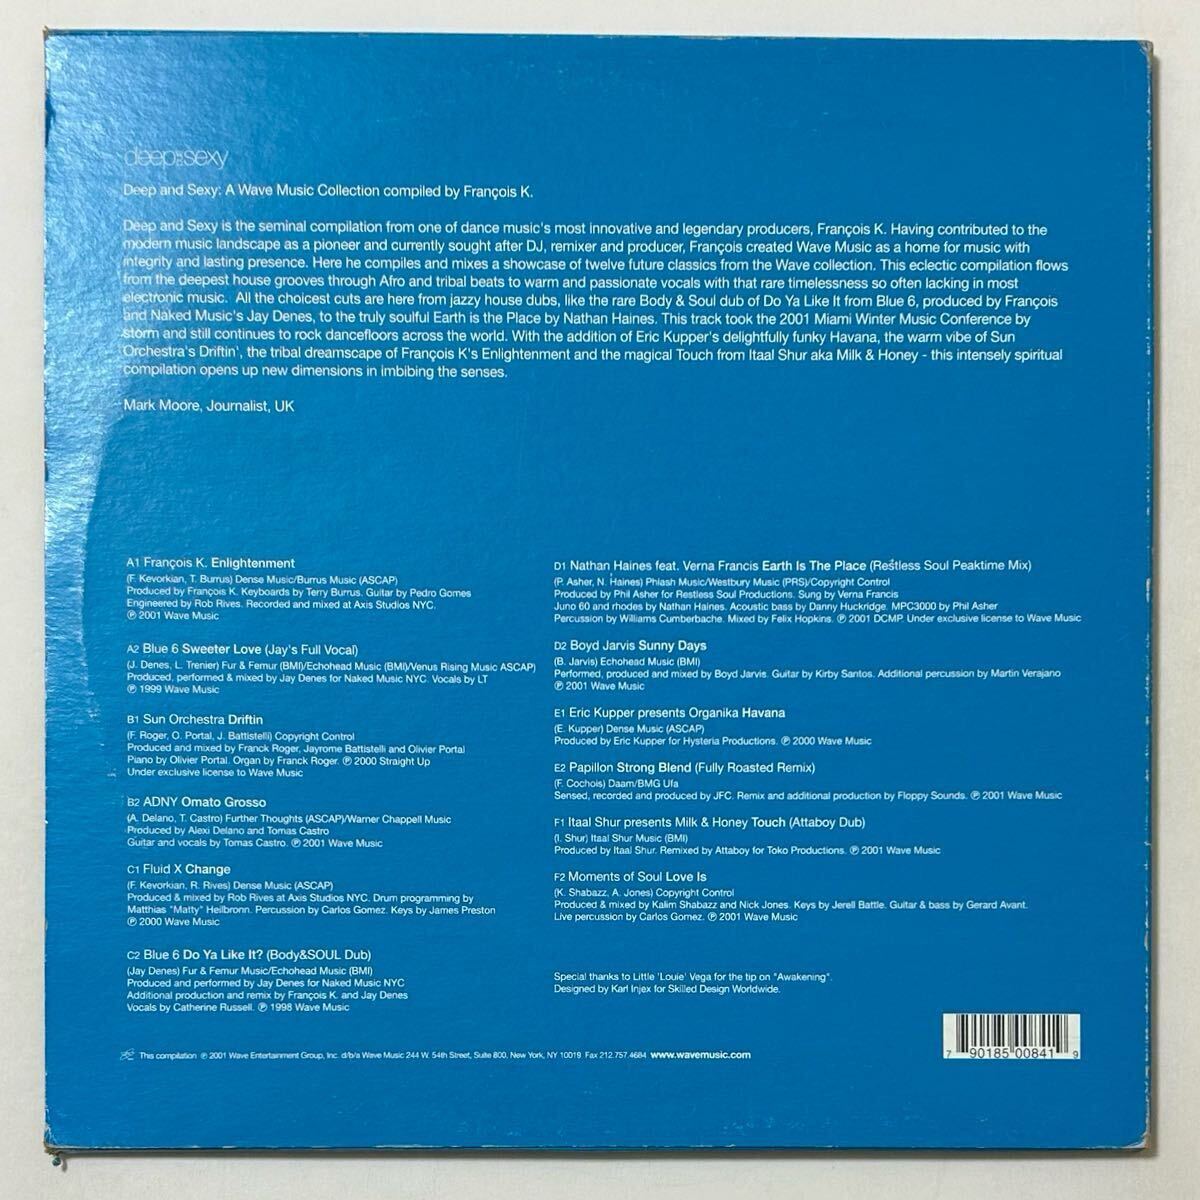 deep and sexy
Deep and Sexy: A Wave Music Collection compiled by François K.
Deep and Sexy is the seminal compilation from one of dance music's most innovative and legendary producers, François K. Having contributed to the
modern music landscape as a pioneer and currently sought after DJ, remixer and producer, François created Wave Music as a home for music with
integrity and lasting presence. Here he compiles and mixes a showcase of twelve future classics from the Wave collection. This eclectic compilation flows
from the deepest house grooves through Afro and tribal beats to warm and passionate vocals with that rare timelessness so often lacking in most
electronic music. All the choicest cuts are here from jazzy house dubs, like the rare Body & Soul dub of Do Ya Like It from Blue 6, produced by François
and Naked Music's Jay Denes, to the truly soulful Earth is the Place by Nathan Haines. This track took the 2001 Miami Winter Music Conference by
storm and still continues to rock dancefloors across the world. With the addition of Eric Kupper's delightfully funky Havana, the warm vibe of Sun
Orchestra's Driftin', the tribal dreamscape of François K's Enlightenment and the magical Touch from Itaal Shur aka Milk & Honey - this intensely spiritual
compilation opens up new dimensions in imbibing the senses.
Mark Moore, Journalist, UK
A1 François K. Enlightenment
(F. Kevorkian, T. Burrus) Dense Music/Burrus Music (ASCAP)
Produced by François K. Keyboards by Terry Burrus. Guitar by Pedro Gomes
Engineered by Rob Rives. Recorded and mixed at Axis Studios NYC.
℗ 2001 Wave Music
A2 Blue 6 Sweeter Love (Jay's Full Vocal)
(J. Denes, L. Trenier) Fur & Femur (BMI)/Echohead Music (BMI)/Venus Rising Music ASCAP)
Produced, performed & mixed by Jay Denes for Naked Music NYC. Vocals by LT
℗ 1999 Wave Music
B1 Sun Orchestra Driftin
(F. Roger, O. Portal, J. Battistelli) Copyright Control
Produced and mixed by Franck Roger, Jayrome Battistelli and Olivier Portal
Piano by Olivier Portal. Organ by Franck Roger. ℗ 2000 Straight Up
Under exclusive license to Wave Music
B2 ADNY Omato Grosso
(A. Delano, T. Castro) Further Thoughts (ASCAP)/Warner Chappell Music
Produced by Alexi Delano and Tomas Castro
Guitar and vocals by Tomas Castro. ℗ 2001 Wave Music
C1 Fluid X Change
(F. Kevorkian, R. Rives) Dense Music (ASCAP)
Produced & mixed by Rob Rives at Axis Studios NYC. Drum programming by
Matthias "Matty" Heilbronn. Percussion by Carlos Gomez. Keys by James Preston
℗ 2000 Wave Music
C2 Blue 6 Do Ya Like It? (Body&SOUL Dub)
(Jay Denes) Fur & Femur Music/Echohead Music (BMI)
Produced and performed by Jay Denes for Naked Music NYC
Additional production and remix by François K. and Jay Denes
Vocals by Catherine Russell. ℗ 1998 Wave Music
D1 Nathan Haines feat. Verna Francis Earth Is The Place (Restless Soul Peaktime Mix)
(P. Asher, N. Haines) Phlash Music/Westbury Music (PRS)/Copyright Control
Produced by Phil Asher for Restless Soul Productions. Sung by Verna Francis
Juno 60 and rhodes by Nathan Haines. Acoustic bass by Danny Huckridge. MPC3000 by Phil Asher
Percussion by Williams Cumberbache. Mixed by Felix Hopkins. ℗ 2001 DCMP. Under exclusive license to Wave Music
D2 Boyd Jarvis Sunny Days
(B. Jarvis) Echohead Music (BMI)
Performed, produced and mixed by Boyd Jarvis. Guitar by Kirby Santos. Additional percussion by Martin Verajano
℗ 2001 Wave Music
E1 Eric Kupper presents Organika Havana
(E. Kupper) Dense Music (ASCAP)
Produced by Eric Kupper for Hysteria Productions. ℗ 2000 Wave Music
E2 Papillon Strong Blend (Fully Roasted Remix)
(F. Cochois) Daam/BMG Ufa
Sensed, recorded and produced by JFC. Remix and additional production by Floppy Sounds. ℗ 2001 Wave Music
F1 Itaal Shur presents Milk & Honey Touch (Attaboy Dub)
(I. Shur) Itaal Shur Music (BMI)
Produced by Itaal Shur. Remixed by Attaboy for Toko Productions. ℗ 2001 Wave Music
F2 Moments of Soul Love Is
(K. Shabazz, A. Jones) Copyright Control
Produced & mixed by Kalim Shabazz and Nick Jones. Keys by Jerell Battle. Guitar & bass by Gerard Avant.
Live percussion by Carlos Gomez. ℗ 2001 Wave Music
Special thanks to Little 'Louie' Vega for the tip on "Awakening".
Designed by Karl Injex for Skilled Design Worldwide.
This compilation ℗ 2001 Wave Entertainment Group, Inc. d/b/a Wave Music 244 W. 54th Street, Suite 800, New York, NY 10019 Fax 212.757.4684 www.wavemusic.com
7 90185 00841 9